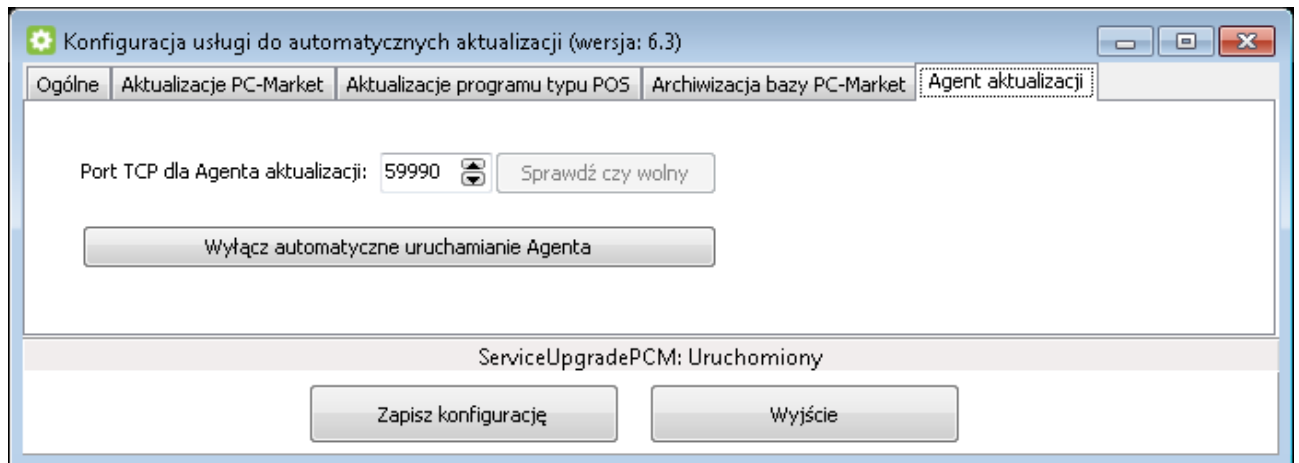 Konfiguracja usługi do automatycznych aktualizacji (wersja: 6.3)
Ogólne Aktualizacje PC-Market Aktualizacje programu typu POS Archiwizacja bazy PC-Market Agent aktualizacji
Port TCP dla Agenta aktualizacji: 59990 Sprawdź czy wolny
Wyłącz automatyczne uruchamianie Agenta
ServiceUpgradePCM: Uruchomiony
Zapisz konfigurację Wyjście